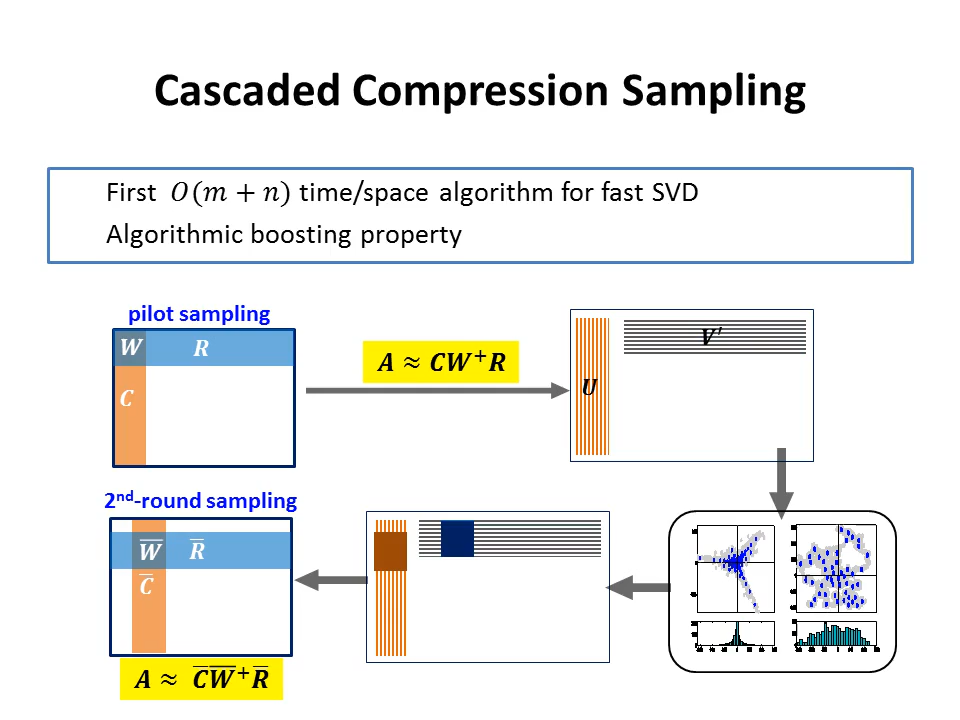 Cascaded Compression Sampling
First O(m + n) time/space algorithm for fast SVD
Algorithmic boosting property
pilot sampling
W R
C
A ≈ CW⁺R
V′
U
2nd-round sampling
W̅ R̅
C̅
A ≈ C̅W̅⁺R̅